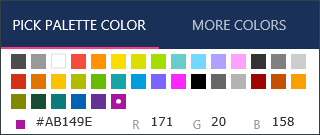 PICK PALETTE COLOR MORE COLORS
#AB149E R 171 G 20 B 158